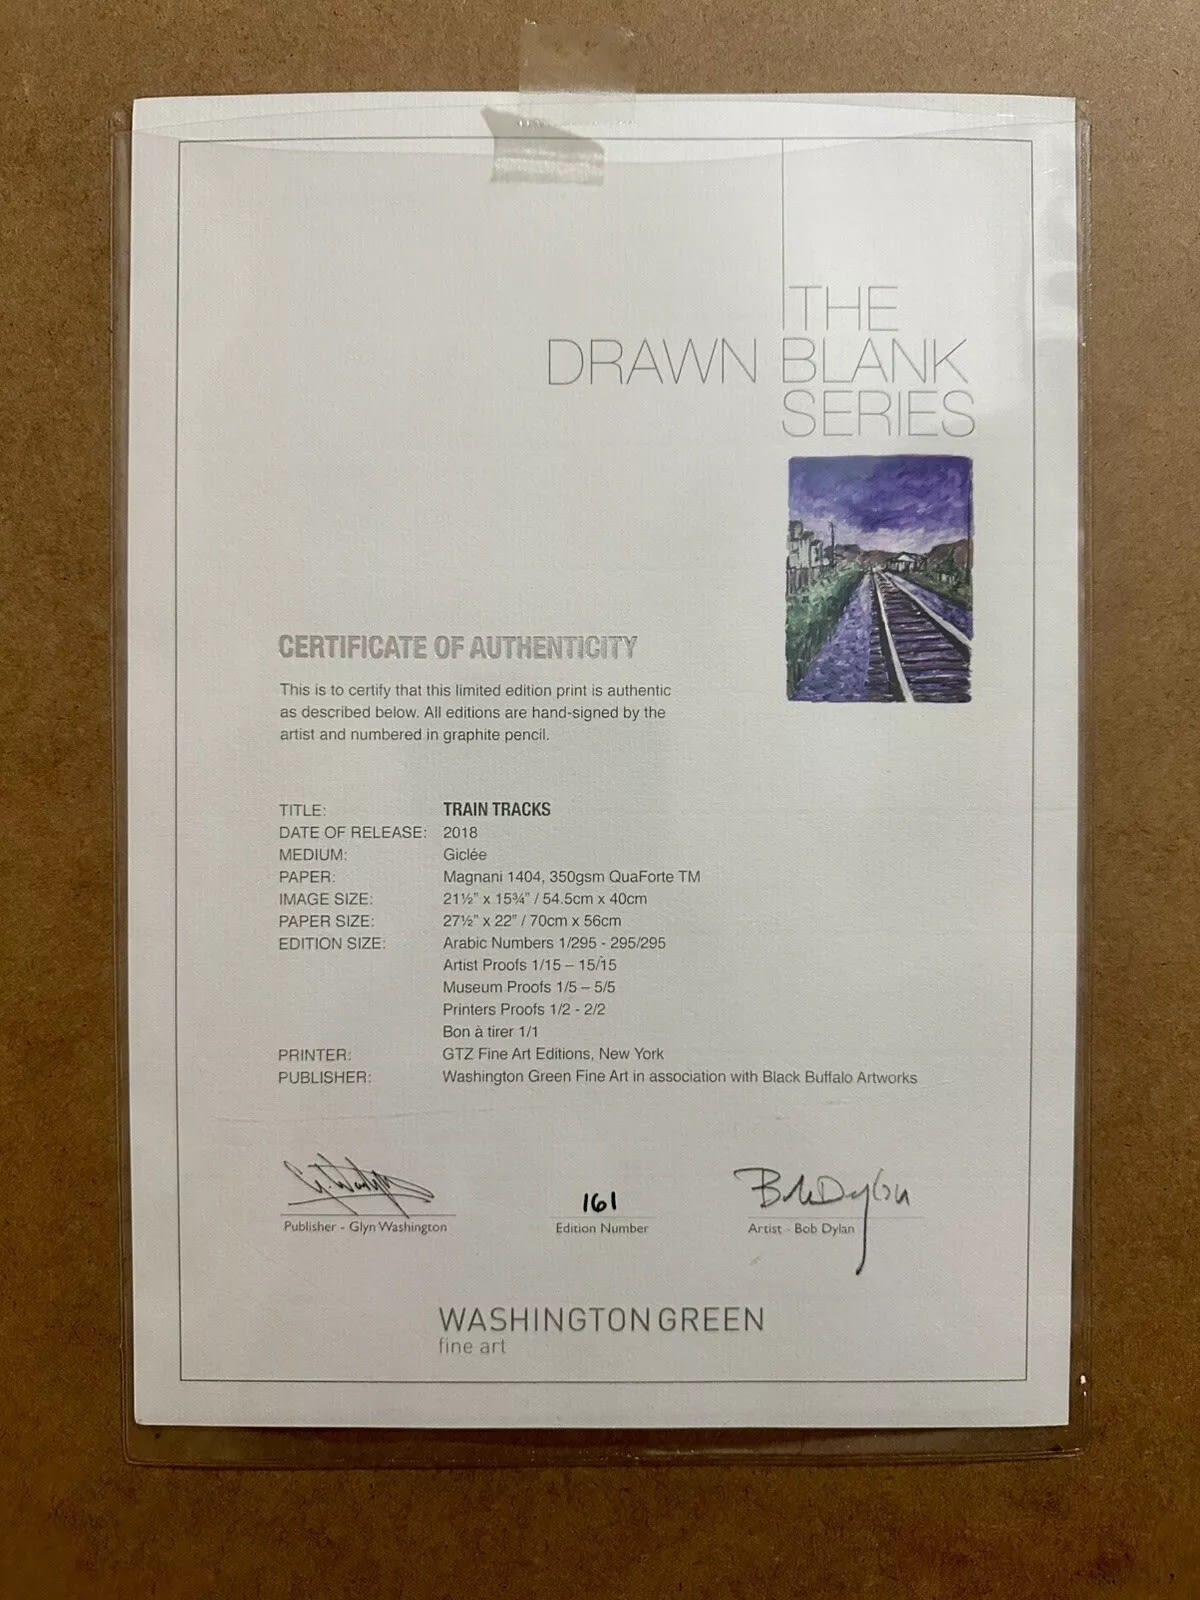 THE
DRAWN BLANK
SERIES
CERTIFICATE OF AUTHENTICITY
This is to certify that this limited edition print is authentic
as described below. All editions are hand-signed by the
artist and numbered in graphite pencil.
TITLE: TRAIN TRACKS
DATE OF RELEASE: 2018
MEDIUM: Giclée
PAPER: Magnani 1404, 350gsm QuaForte TM
IMAGE SIZE: 21½" x 15¾" / 54.5cm x 40cm
PAPER SIZE: 27½" x 22" / 70cm x 56cm
EDITION SIZE: Arabic Numbers 1/295 - 295/295
Artist Proofs 1/15 – 15/15
Museum Proofs 1/5 – 5/5
Printers Proofs 1/2 - 2/2
Bon à tirer 1/1
PRINTER: GTZ Fine Art Editions, New York
PUBLISHER: Washington Green Fine Art in association with Black Buffalo Artworks
161
Bob Dylan
Publisher - Glyn Washington
Edition Number
Artist - Bob Dylan
WASHINGTON GREEN
fine art